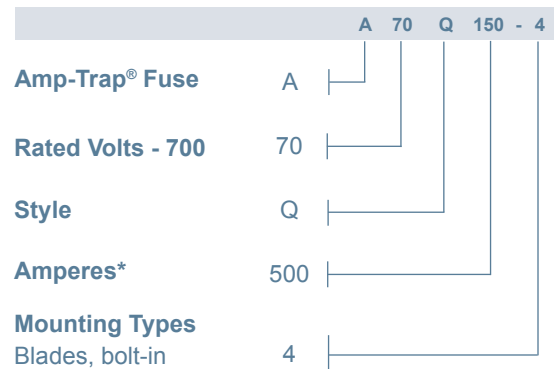 A 70 Q 150 - 4
Amp-Trap® Fuse A
Rated Volts - 700 70
Style Q
Amperes* 500
Mounting Types
Blades, bolt-in 4